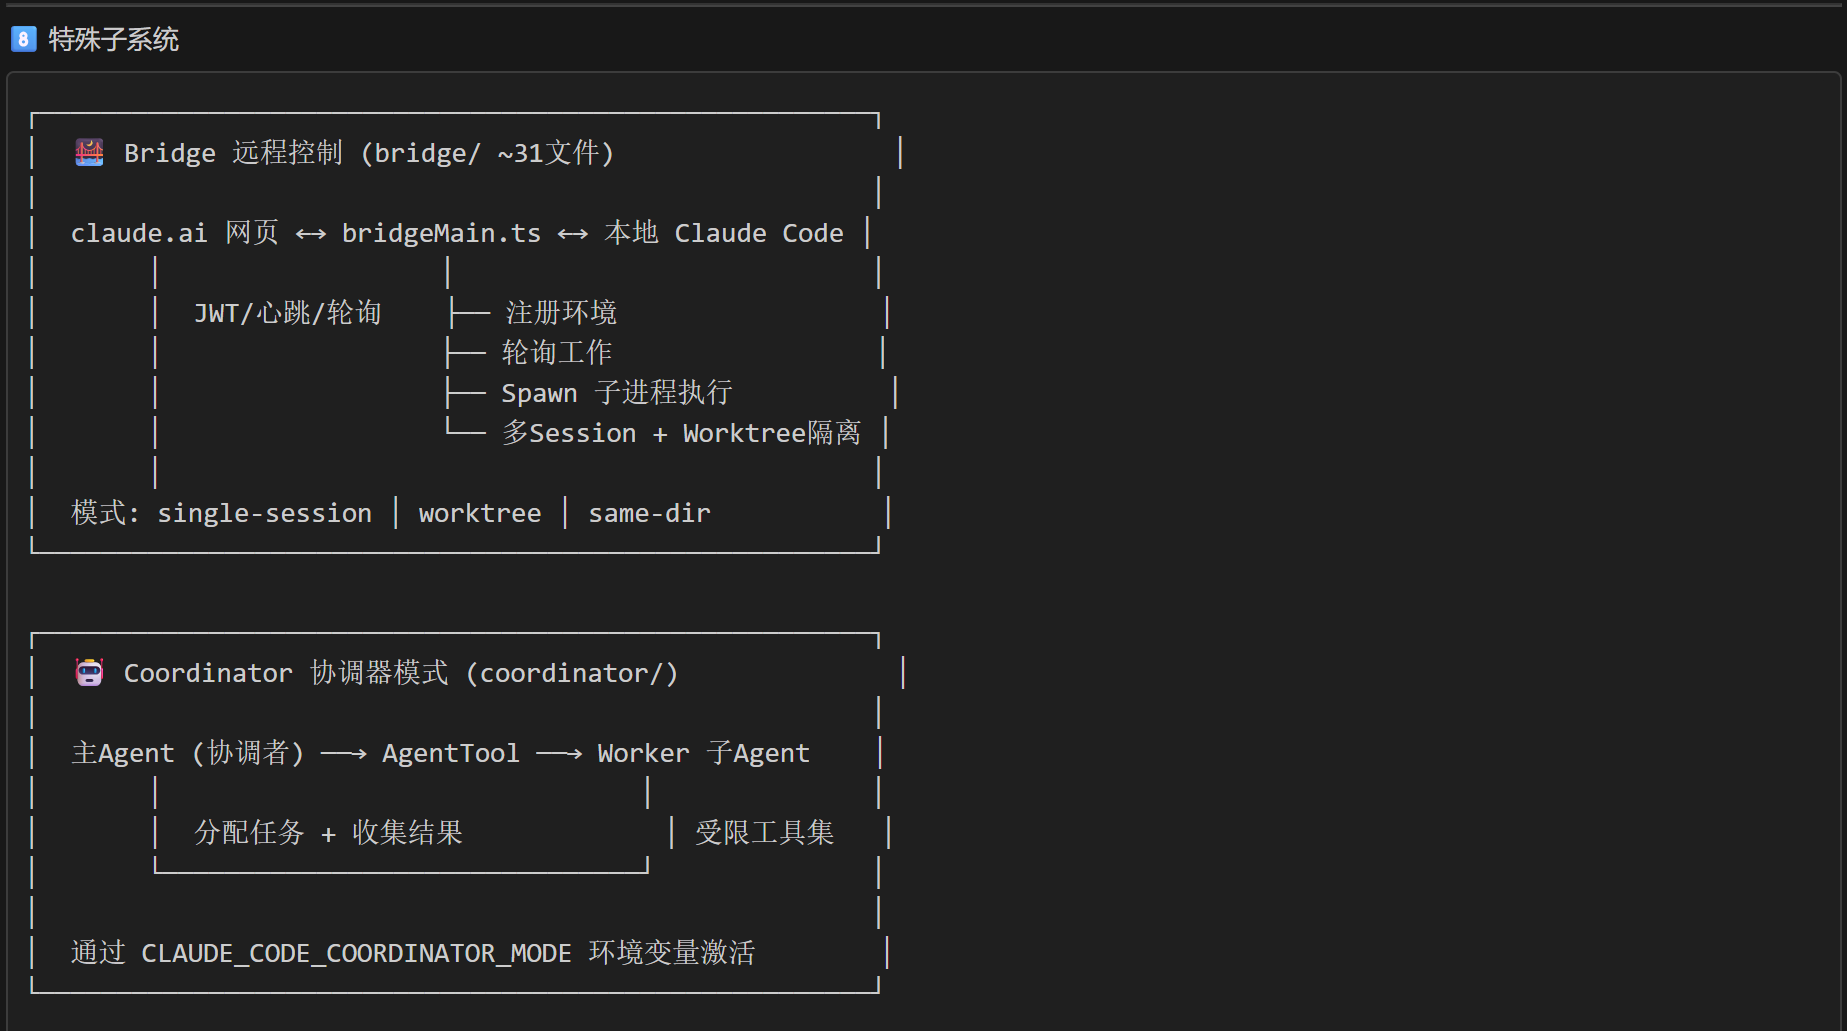 8 特殊子系统
Bridge 远程控制 (bridge/ ~31文件)
claude.ai 网页 ←→ bridgeMain.ts ←→ 本地 Claude Code
JWT/心跳/轮询 ├── 注册环境
├── 轮询工作
├── Spawn 子进程执行
└── 多Session + Worktree隔离
模式: single-session │ worktree │ same-dir
Coordinator 协调器模式 (coordinator/)
主Agent (协调者) ──→ AgentTool ──→ Worker 子Agent
分配任务 + 收集结果 │ 受限工具集
通过 CLAUDE_CODE_COORDINATOR_MODE 环境变量激活